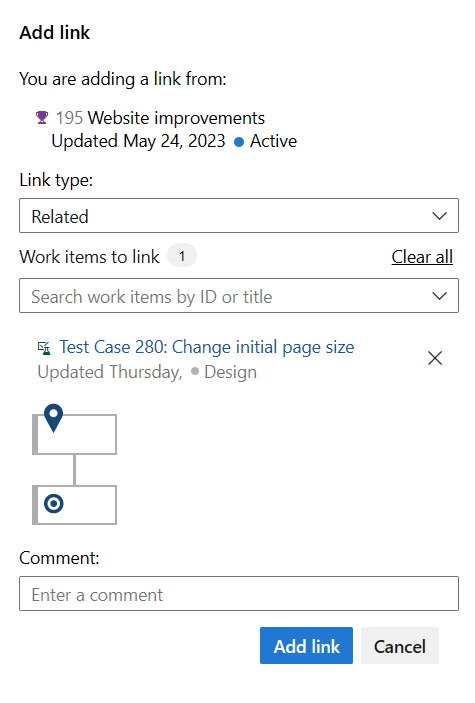 Add link
You are adding a link from:
195 Website improvements
Updated May 24, 2023 Active
Link type:
Related
Work items to link 1 Clear all
Search work items by ID or title
Test Case 280: Change initial page size
Updated Thursday, Design
Comment:
Enter a comment
Add link Cancel